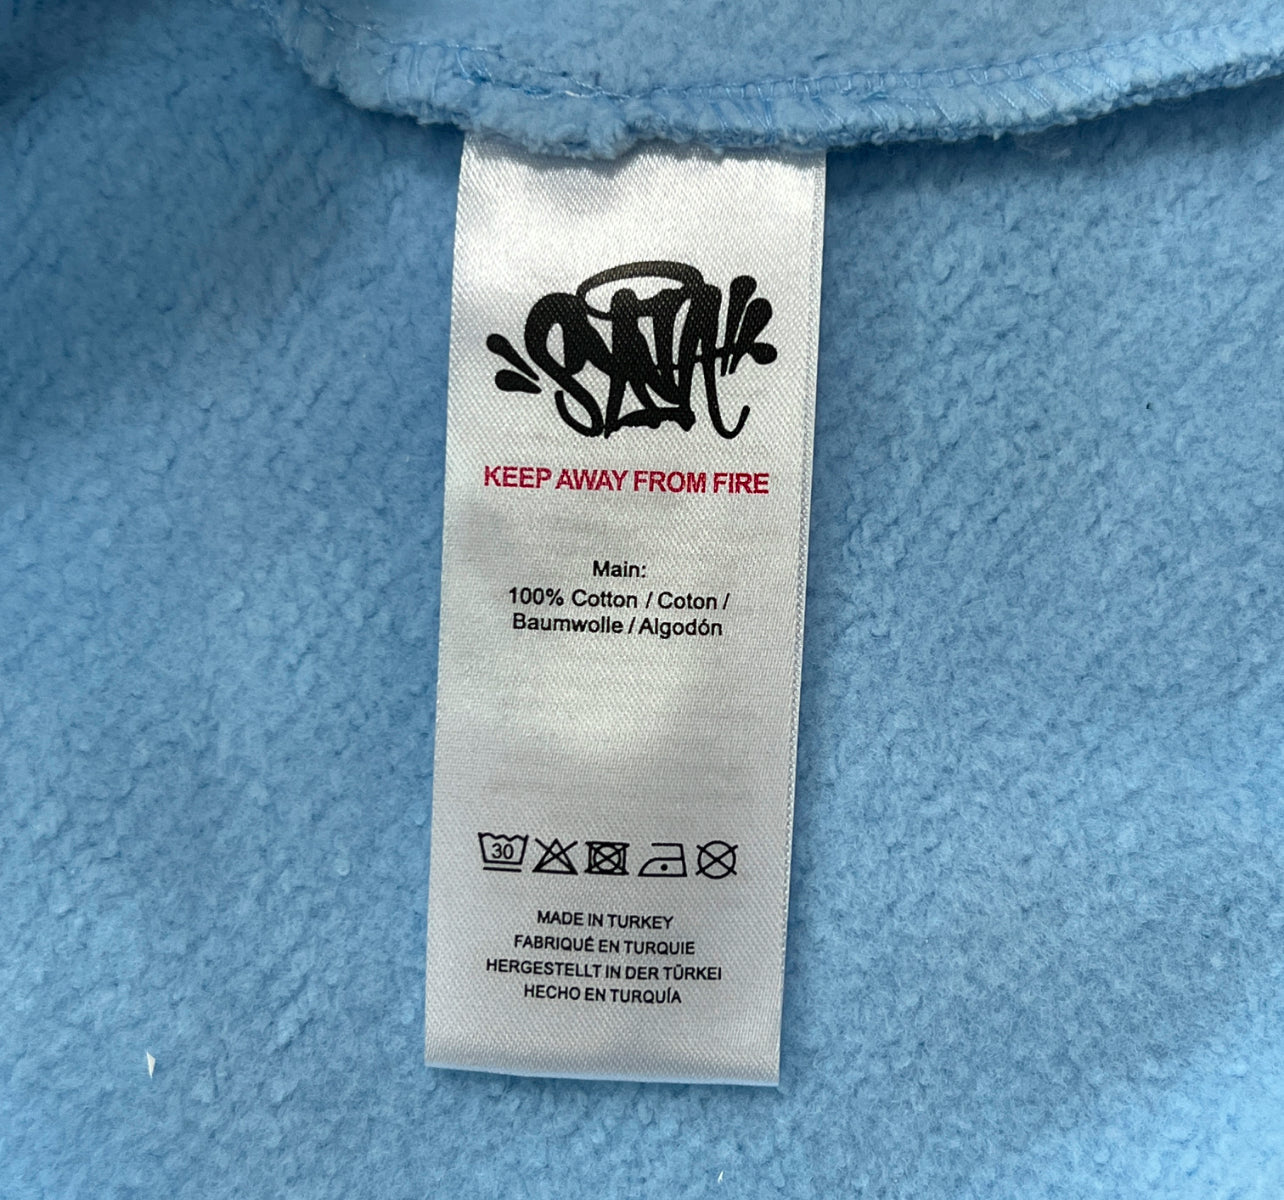 SYNA
KEEP AWAY FROM FIRE
Main:
100% Cotton / Coton /
Baumwolle / Algodón
30
MADE IN TURKEY
FABRIQUÉ EN TURQUIE
HERGESTELLT IN DER TÜRKEI
HECHO EN TURQUÍA